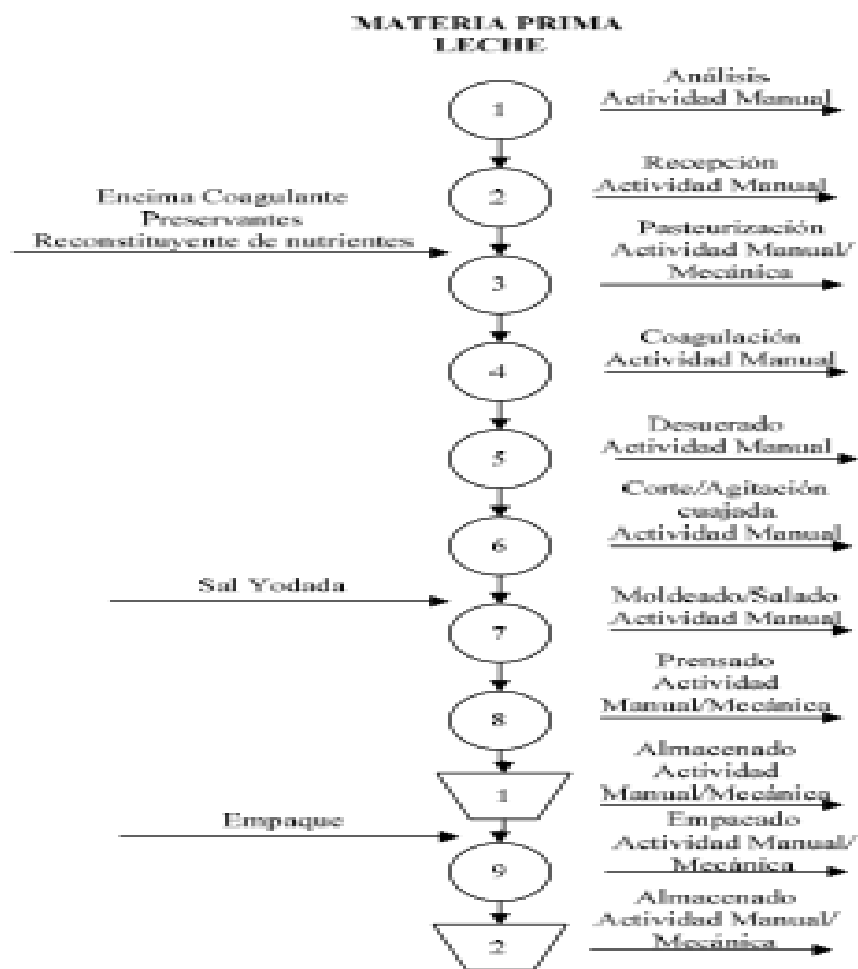 MATERIA PRIMA
LECHE
1
Análisis
Actividad Manual
2
Recepción
Actividad Manual
Encima Coagulante
Preservantes
Reconstituyente de nutrientes
3
Pasteurización
Actividad Manual/
Mecánica
4
Coagulación
Actividad Manual
5
Desuerado
Actividad Manual
6
Corte/Agitación
cuajada
Actividad Manual
Sal Yodada
7
Moldeado/Salado
Actividad Manual
8
Prensado
Actividad
Manual/Mecánica
1
Almacenado
Actividad
Manual/Mecánica
Empaque
9
Empacado
Actividad Manual/
Mecánica
2
Almacenado
Actividad Manual/
Mecánica